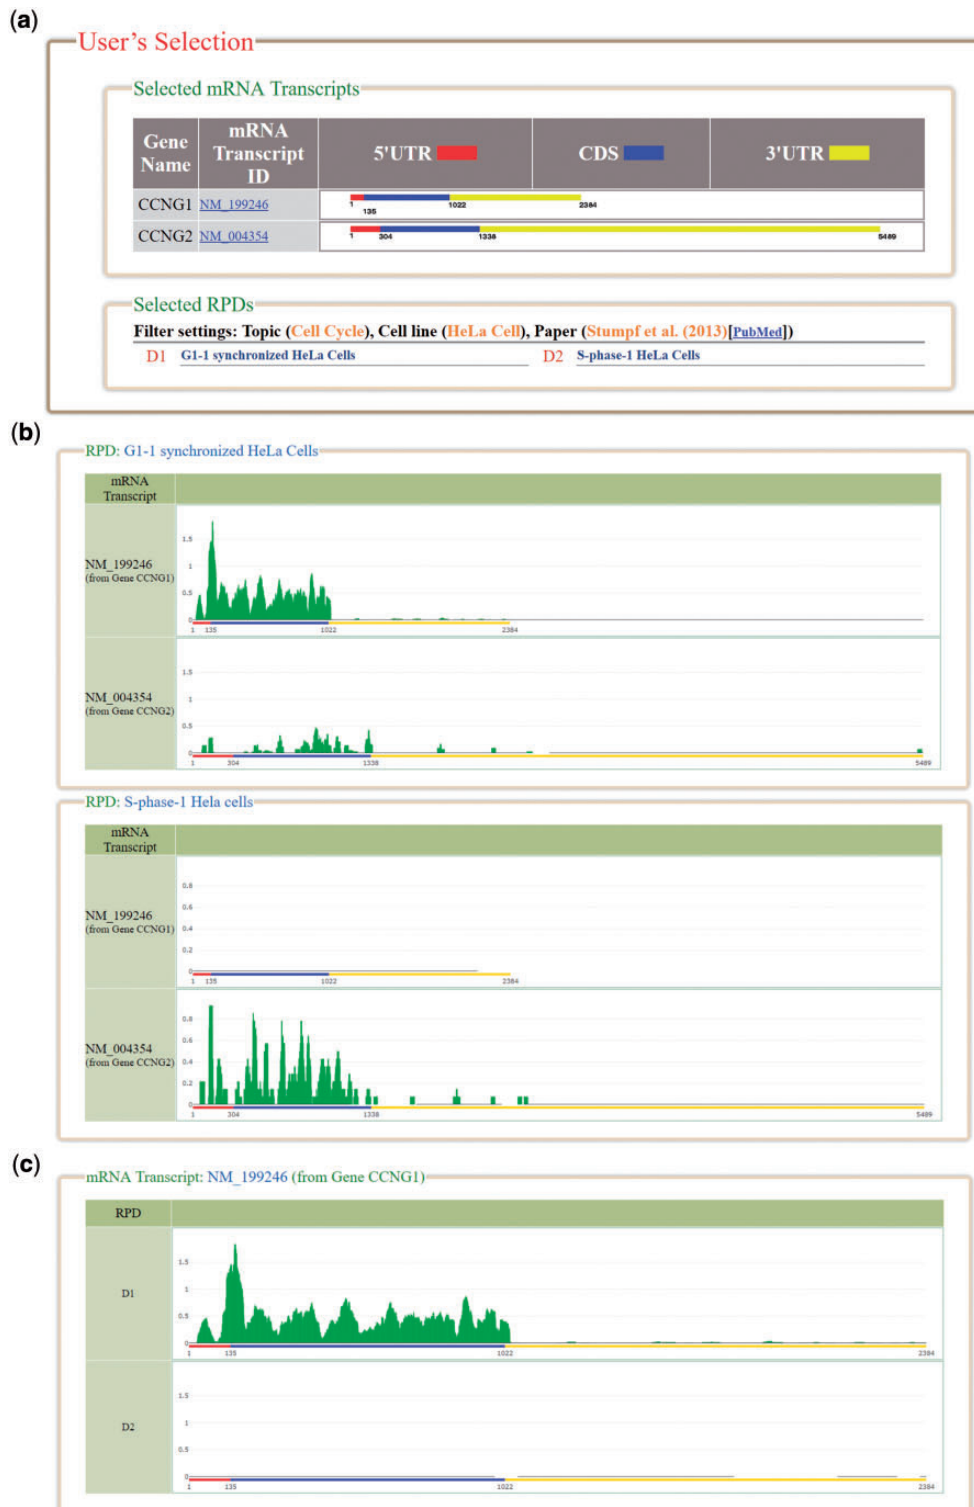 (a)
User's Selection
Selected mRNA Transcripts
Gene Name mRNA Transcript ID 5'UTR CDS 3'UTR
CCNG1 NM_199246
1 135 1022 2384
CCNG2 NM_004354
1 304 1338 5489
Selected RPDs
Filter settings: Topic (Cell Cycle), Cell line (HeLa Cell), Paper (Stumpf et al. (2013)[PubMed])
D1 G1-1 synchronized HeLa Cells D2 S-phase-1 HeLa Cells
(b)
RPD: G1-1 synchronized HeLa Cells
mRNA
Transcript
1.5
1
NM_199246
(from Gene CCNG1)
0.5
0
1 135 1022 2384
1.5
1
NM_004354
(from Gene CCNG2)
0.5
0
1 304 1338 5489
RPD: S-phase-1 Hela cells
mRNA
Transcript
0.8
0.6
NM_199246
(from Gene CCNG1)
0.4
0.2
0
1 135 1022 2384
0.8
0.6
NM_004354
(from Gene CCNG2)
0.4
0.2
0
1 304 1338 5489
(c)
mRNA Transcript: NM_199246 (from Gene CCNG1)
RPD
1.5
1
D1
0.5
0
1 135 1022 2384
1.5
1
D2
0.5
0
1 135 1022 2384